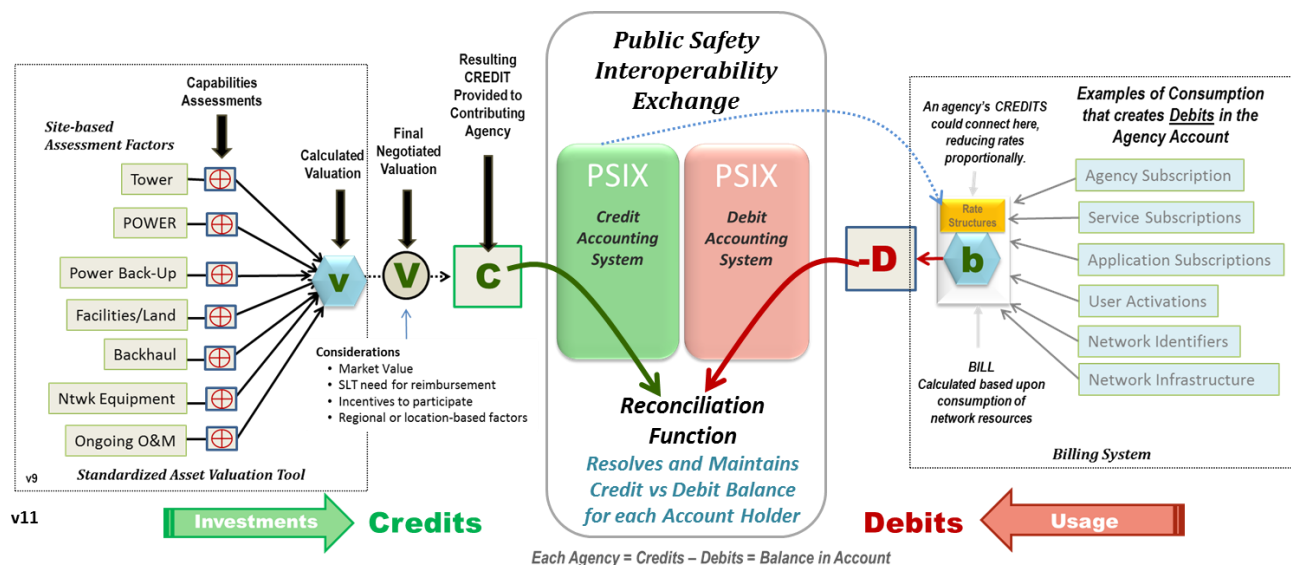 Public Safety
Interoperability
Exchange
Resulting
CREDIT
Provided to
Contributing
Agency
Capabilities
Assessments
Site-based
Assessment Factors
Final
Negotiated
Valuation
Calculated
Valuation
Tower
POWER
Power Back-Up
Facilities/Land
Backhaul
Ntwk Equipment
Ongoing O&M
v
V
C
Considerations
• Market Value
• SLT need for reimbursement
• Incentives to participate
• Regional or location-based factors
v9
Standardized Asset Valuation Tool
PSIX
Credit
Accounting
System
PSIX
Debit
Accounting
System
Reconciliation
Function
Resolves and Maintains
Credit vs Debit Balance
for each Account Holder
-D
An agency's CREDITS
could connect here,
reducing rates
proportionally.
Rate
Structures
b
BILL
Calculated based upon
consumption of
network resources
Examples of Consumption
that creates Debits in the
Agency Account
Agency Subscription
Service Subscriptions
Application Subscriptions
User Activations
Network Identifiers
Network Infrastructure
Billing System
v11
Investments
Credits
Debits
Usage
Each Agency = Credits – Debits = Balance in Account